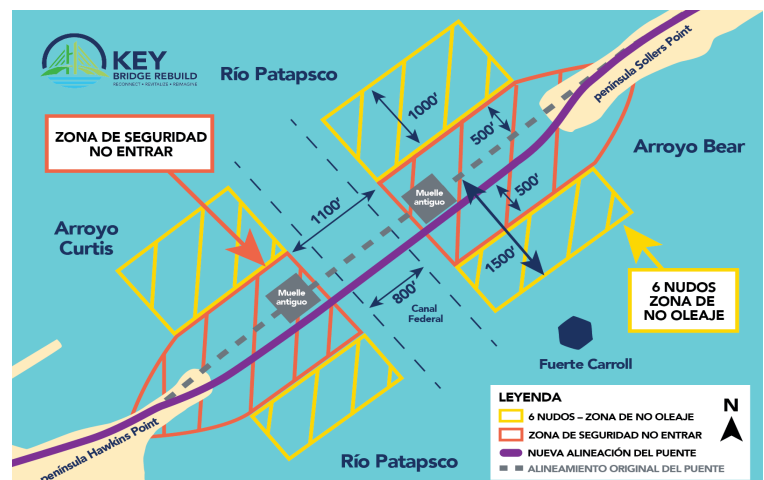 KEY
BRIDGE REBUILD
RECONNECT • REVITALIZE • REIMAGINE
Río Patapsco
península Sollers Point
1000'
500'
ZONA DE SEGURIDAD
NO ENTRAR
Arroyo Bear
Muelle
antiguo
500'
1100'
Arroyo
Curtis
1500'
6 NUDOS
ZONA DE
NO OLEAJE
Muelle
antiguo
800'
Canal
Federal
Fuerte Carroll
LEYENDA
6 NUDOS – ZONA DE NO OLEAJE
ZONA DE SEGURIDAD NO ENTRAR
NUEVA ALINEACIÓN DEL PUENTE
ALINEAMIENTO ORIGINAL DEL PUENTE
N
península Hawkins Point
Río Patapsco